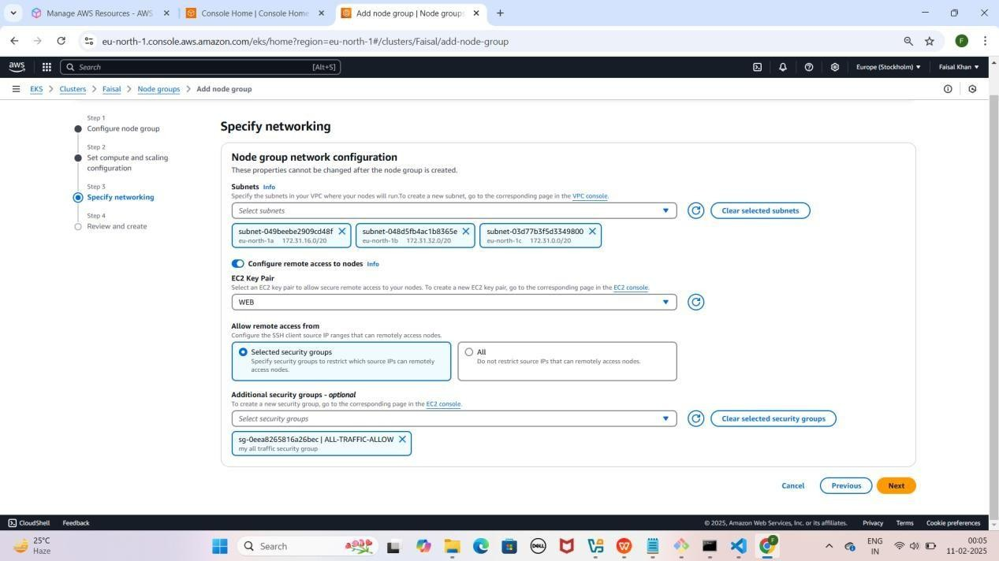 Manage AWS Resources - AWS
Console Home | Console Home
Add node group | Node groups
eu-north-1.console.aws.amazon.com/eks/home?region=eu-north-1#/clusters/Faisal/add-node-group
F
aws
Search
[Alt+S]
Europe (Stockholm)
Faisal Khan
EKS
Clusters
Faisal
Node groups
Add node group
Step 1
Configure node group
Step 2
Set compute and scaling
configuration
Step 3
Specify networking
Step 4
Review and create
Specify networking
Node group network configuration
These properties cannot be changed after the node group is created.
Subnets Info
Specify the subnets in your VPC where your nodes will run.To create a new subnet, go to the corresponding page in the VPC console.
Select subnets
Clear selected subnets
subnet-049beebe2909cd48f
eu-north-1a 172.31.16.0/20
subnet-048d5fb4ac1b8365e
eu-north-1b 172.31.32.0/20
subnet-03d77b3f5d3349800
eu-north-1c 172.31.0.0/20
Configure remote access to nodes Info
EC2 Key Pair
Select an EC2 key pair to allow secure remote access to your nodes. To create a new EC2 key pair, go to the corresponding page in the EC2 console.
WEB
Allow remote access from
Configure the SSH client source IP ranges that can remotely access nodes.
Selected security groups
Specify security groups to restrict which source IPs can remotely
access nodes.
All
Do not restrict source IPs that can remotely access nodes.
Additional security groups - optional
To create a new security group, go to the corresponding page in the EC2 console.
Select security groups
Clear selected security groups
sg-0eea8265816a26bec | ALL-TRAFFIC-ALLOW
my all traffic security group
Cancel
Previous
Next
CloudShell
Feedback
© 2025, Amazon Web Services, Inc. or its affiliates.
Privacy
Terms
Cookie preferences
25°C
Haze
Search
DELL
F
ENG
IN
00:05
11-02-2025